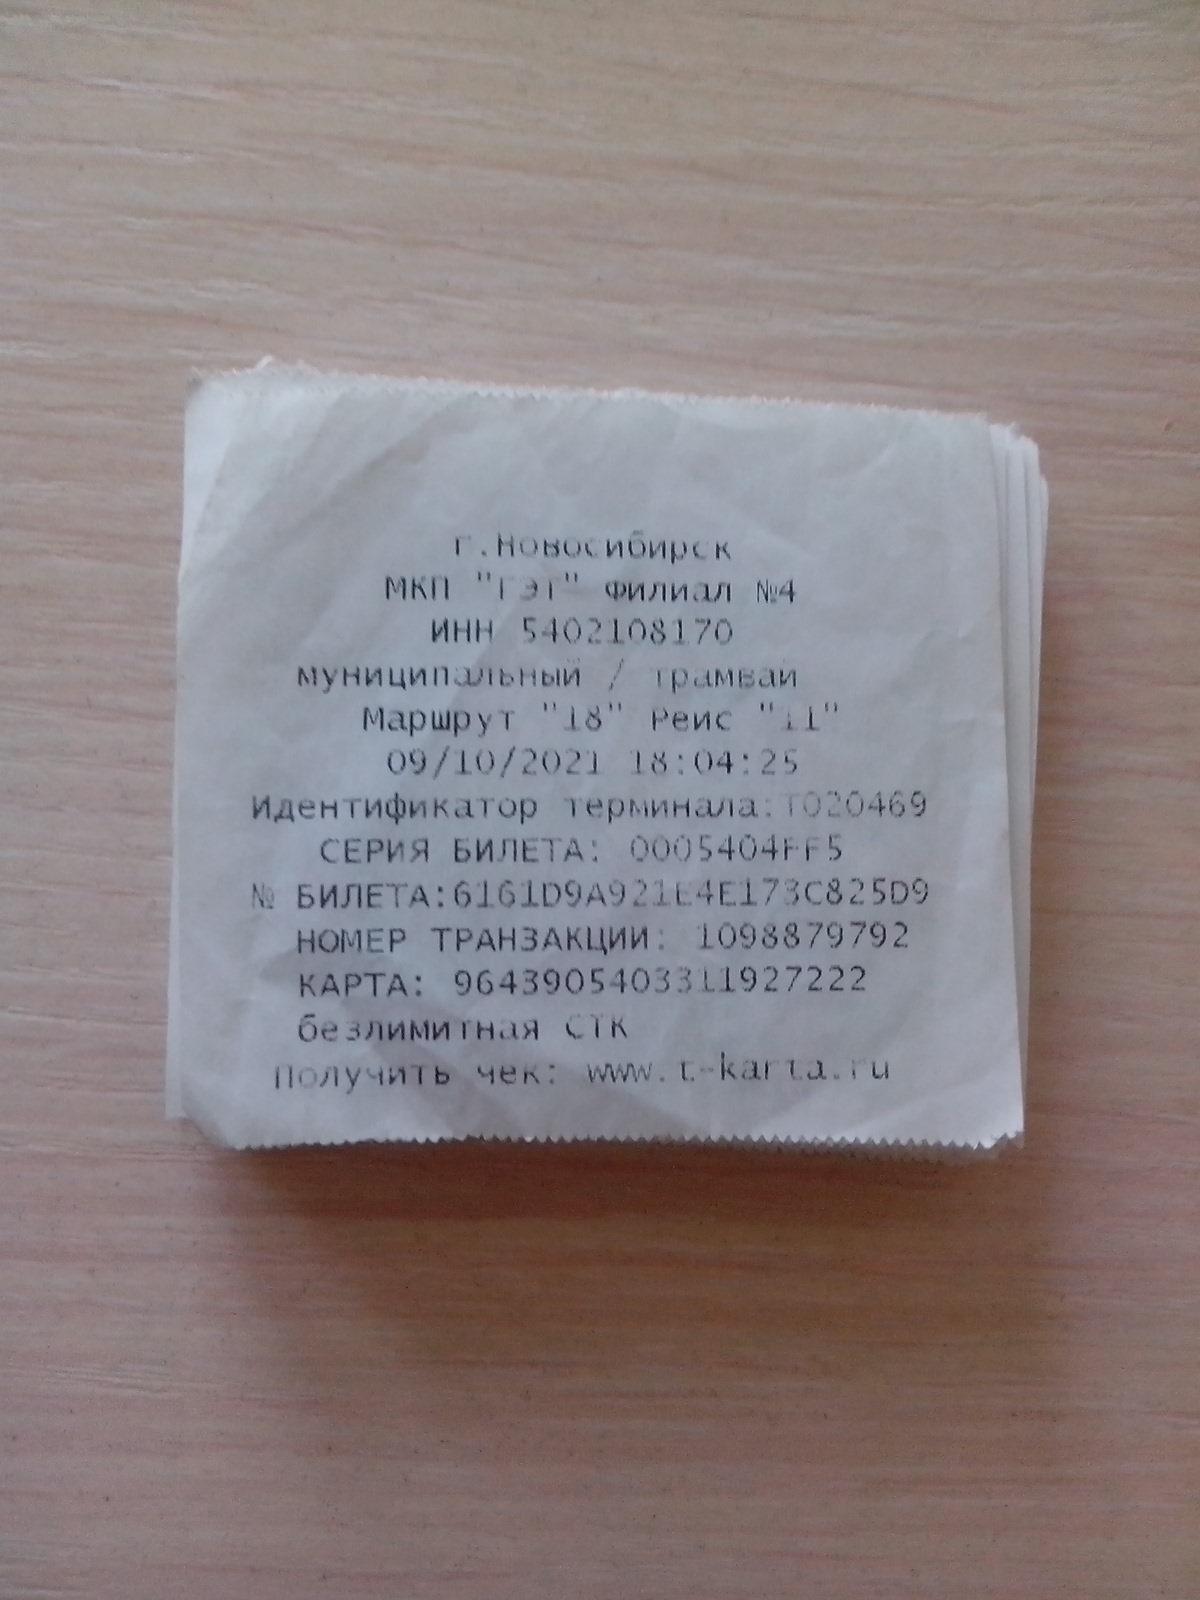 г.Новосибирск
МКП "ГЭТ" Филиал №4
ИНН 5402108170
муниципальный / трамвай
Маршрут "18" Рейс "11"
09/10/2021 18:04:25
Идентификатор терминала:T020469
СЕРИЯ БИЛЕТА: 0005404FF5
№ БИЛЕТА:6161D9A921E4E173C825D9
НОМЕР ТРАНЗАКЦИИ: 1098879792
КАРТА: 9643905403311927222
безлимитная СТК
Получить чек: www.t-karta.ru